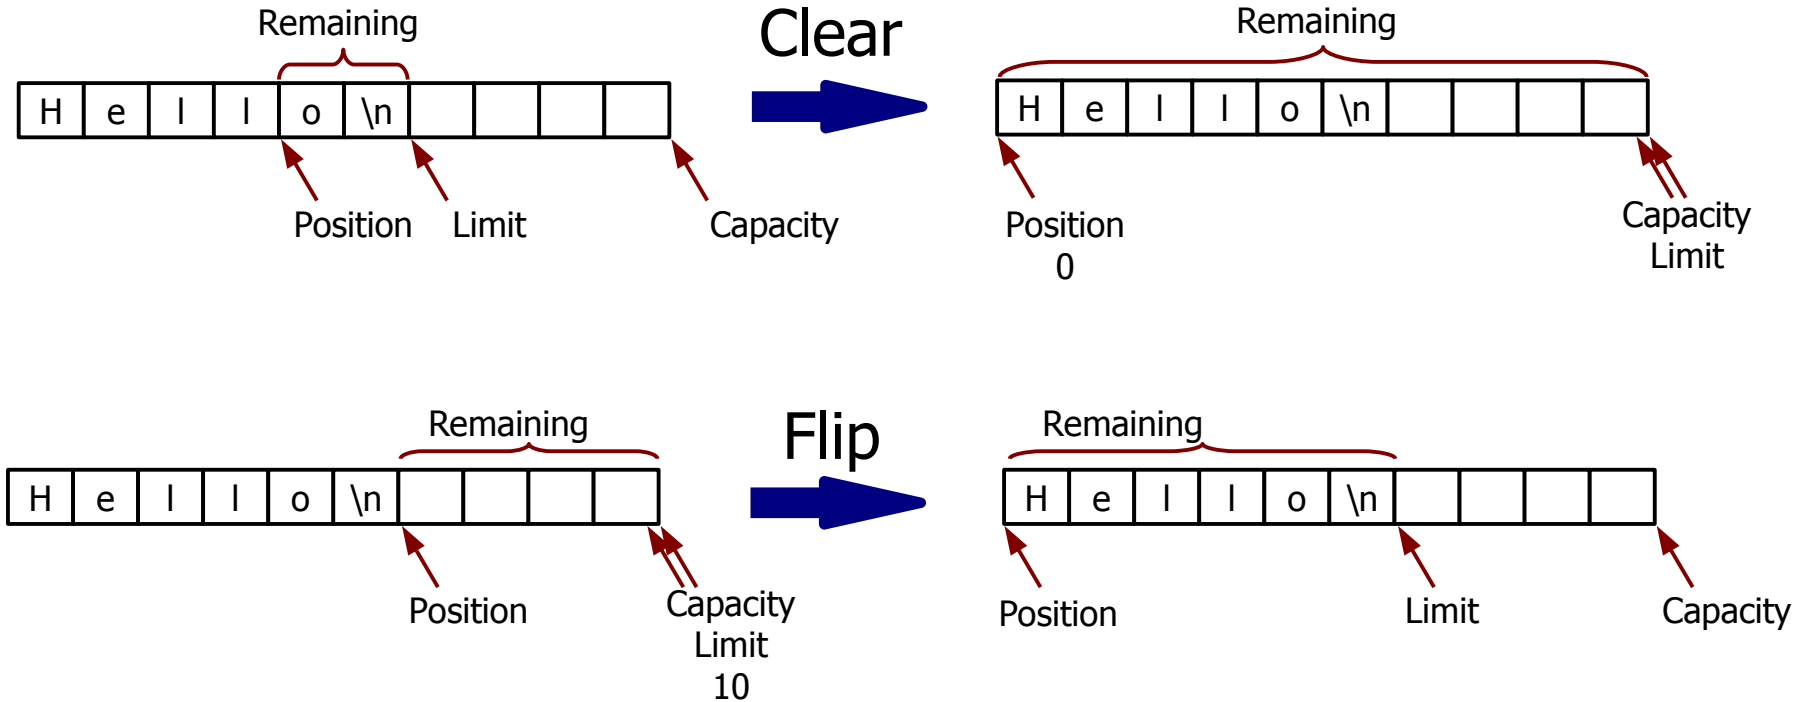 Remaining
Clear
Remaining
H e l l o \n
H e l l o \n
Position Limit Capacity
Position
0
Capacity
Limit
Remaining
Flip
Remaining
H e l l o \n
H e l l o \n
Position
Capacity
Limit
10
Position
Limit
Capacity